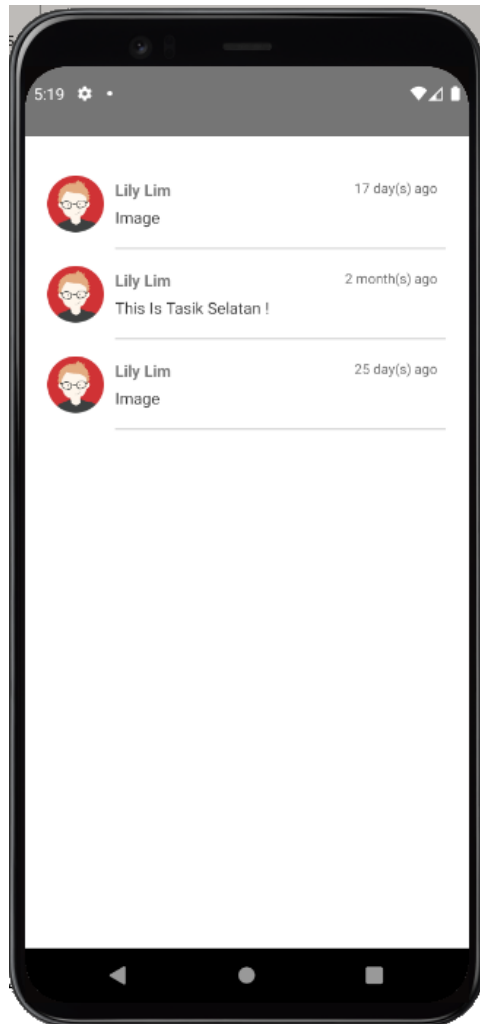 5:19
Lily Lim
17 day(s) ago
Image
Lily Lim
2 month(s) ago
This Is Tasik Selatan !
Lily Lim
25 day(s) ago
Image